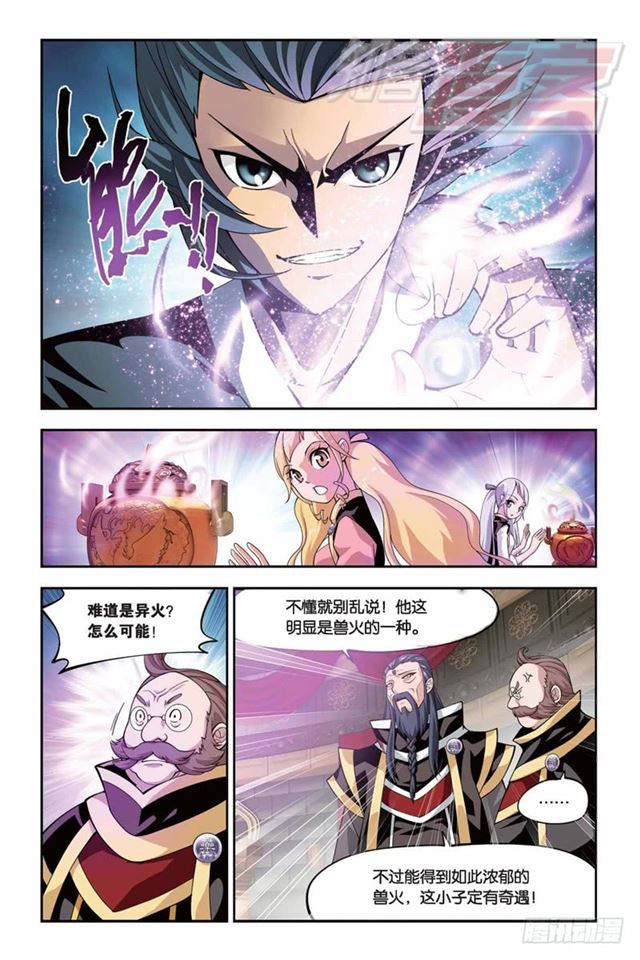 难道是异火？
怎么可能！
不懂就别乱说！他这
明显是兽火的一种。
……
不过能得到如此浓郁的
兽火，这小子定有奇遇！
腾讯动漫